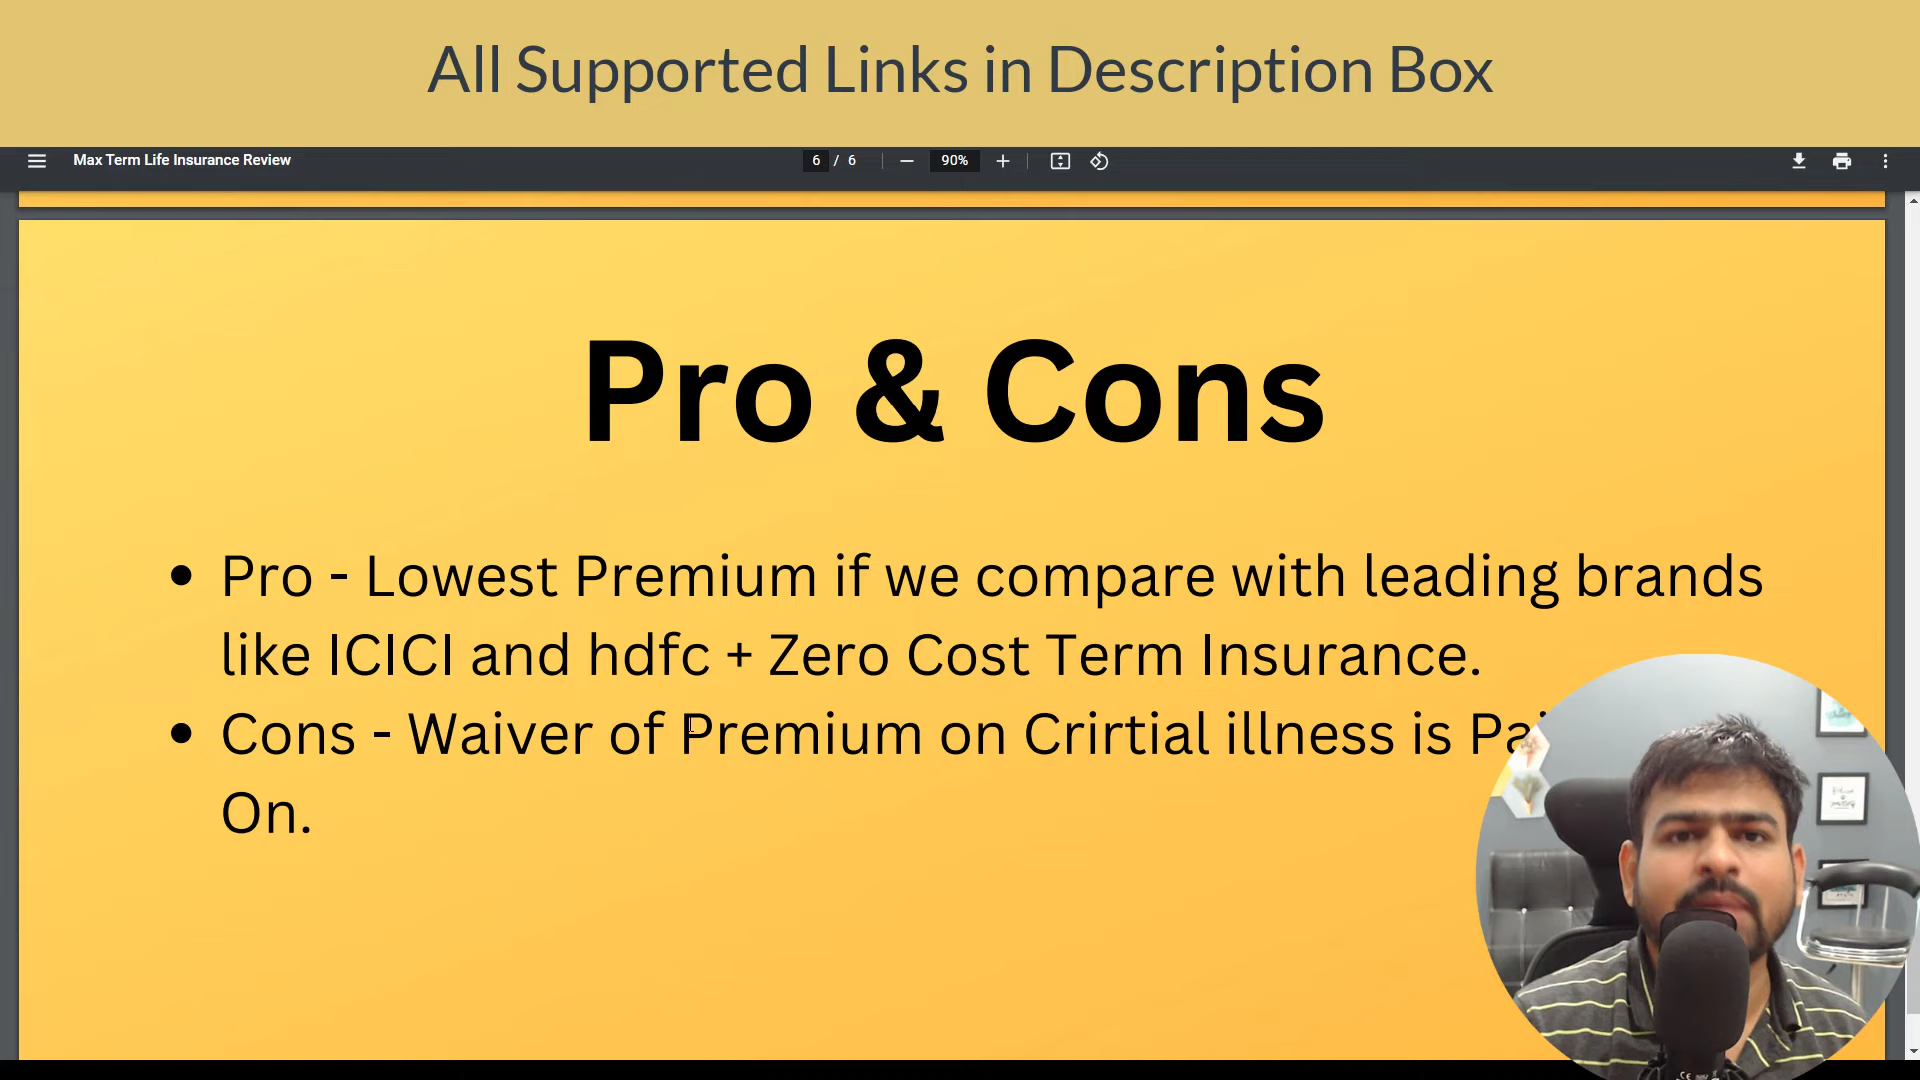 All Supported Links in Description Box
Max Term Life Insurance Review
6 / 6
90%
Pro & Cons
• Pro - Lowest Premium if we compare with leading brands
like ICICI and hdfc + Zero Cost Term Insurance.
• Cons - Waiver of Premium on Crirtial illness is
On.